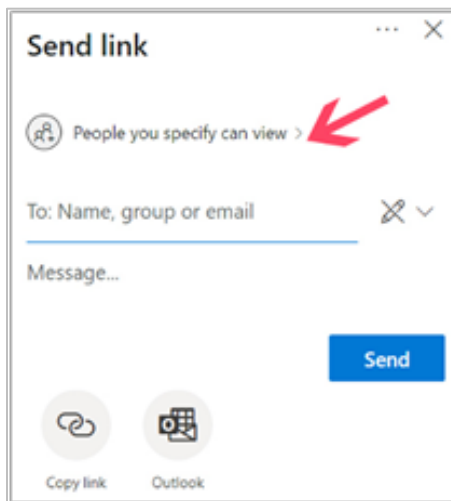 Send link
People you specify can view >
To: Name, group or email
Message...
Send
Copy link
Outlook